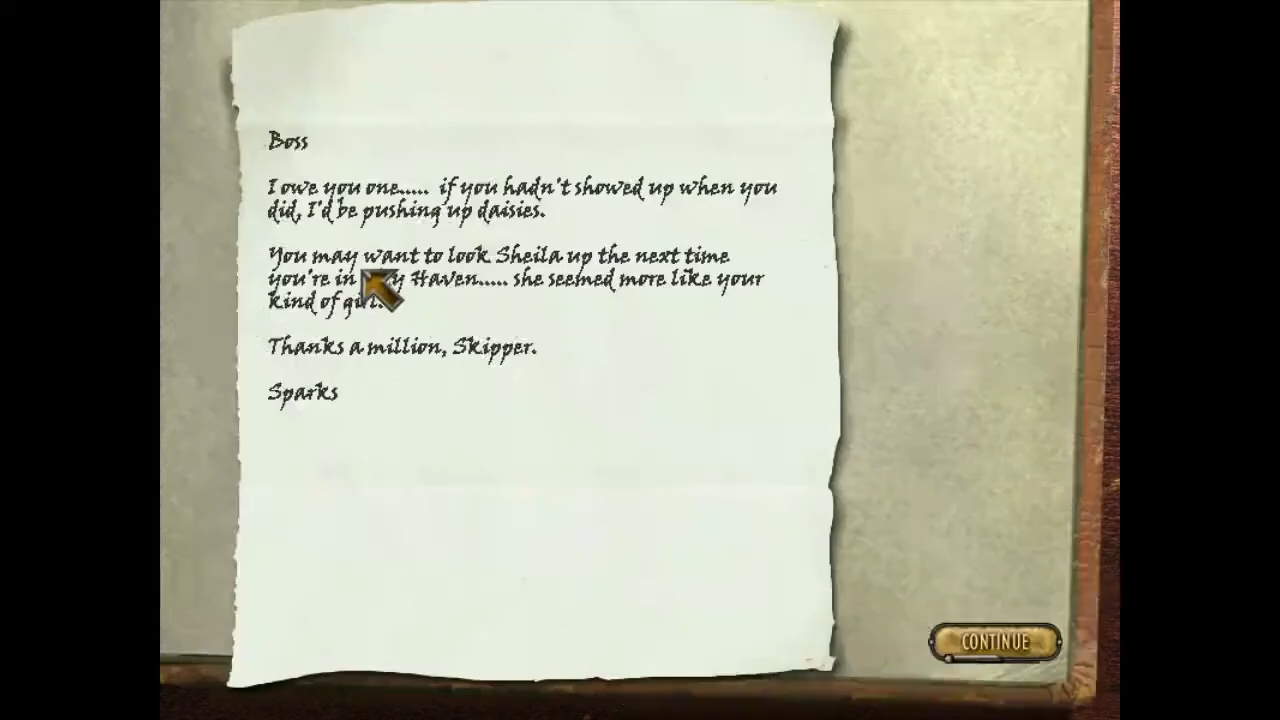 Boss
I owe you one..... if you hadn't showed up when you
did, I'd be pushing up daisies.
You may want to look Sheila up the next time
you're in Haven..... she seemed more like your
kind of girl.
Thanks a million, Skipper.
Sparks
CONTINUE